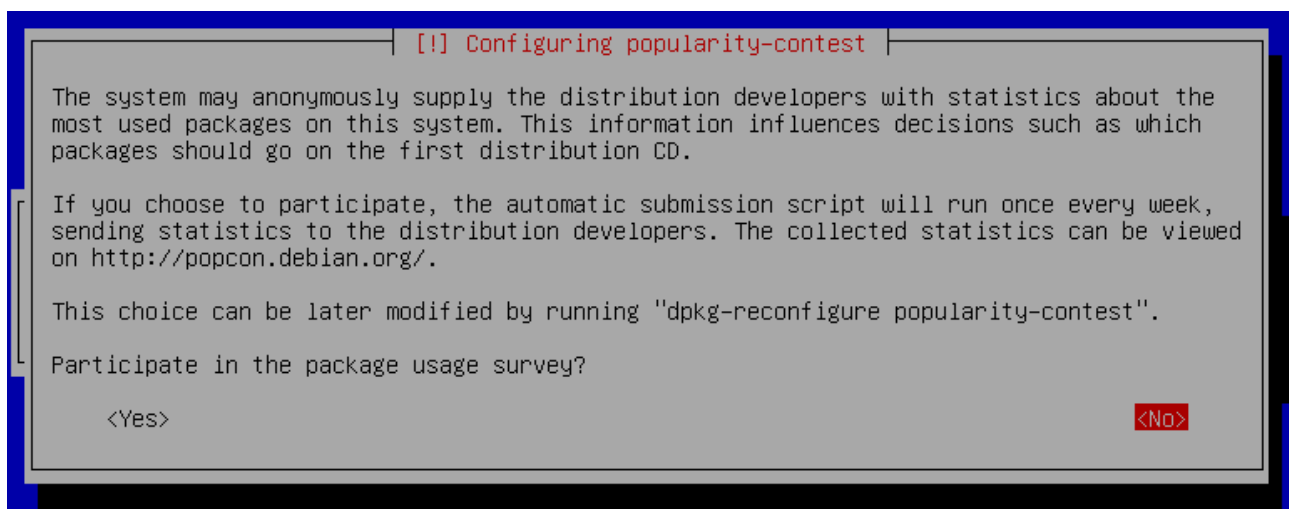 [!] Configuring popularity-contest
The system may anonymously supply the distribution developers with statistics about the
most used packages on this system. This information influences decisions such as which
packages should go on the first distribution CD.
If you choose to participate, the automatic submission script will run once every week,
sending statistics to the distribution developers. The collected statistics can be viewed
on http://popcon.debian.org/.
This choice can be later modified by running "dpkg-reconfigure popularity-contest".
Participate in the package usage survey?
<Yes> <No>